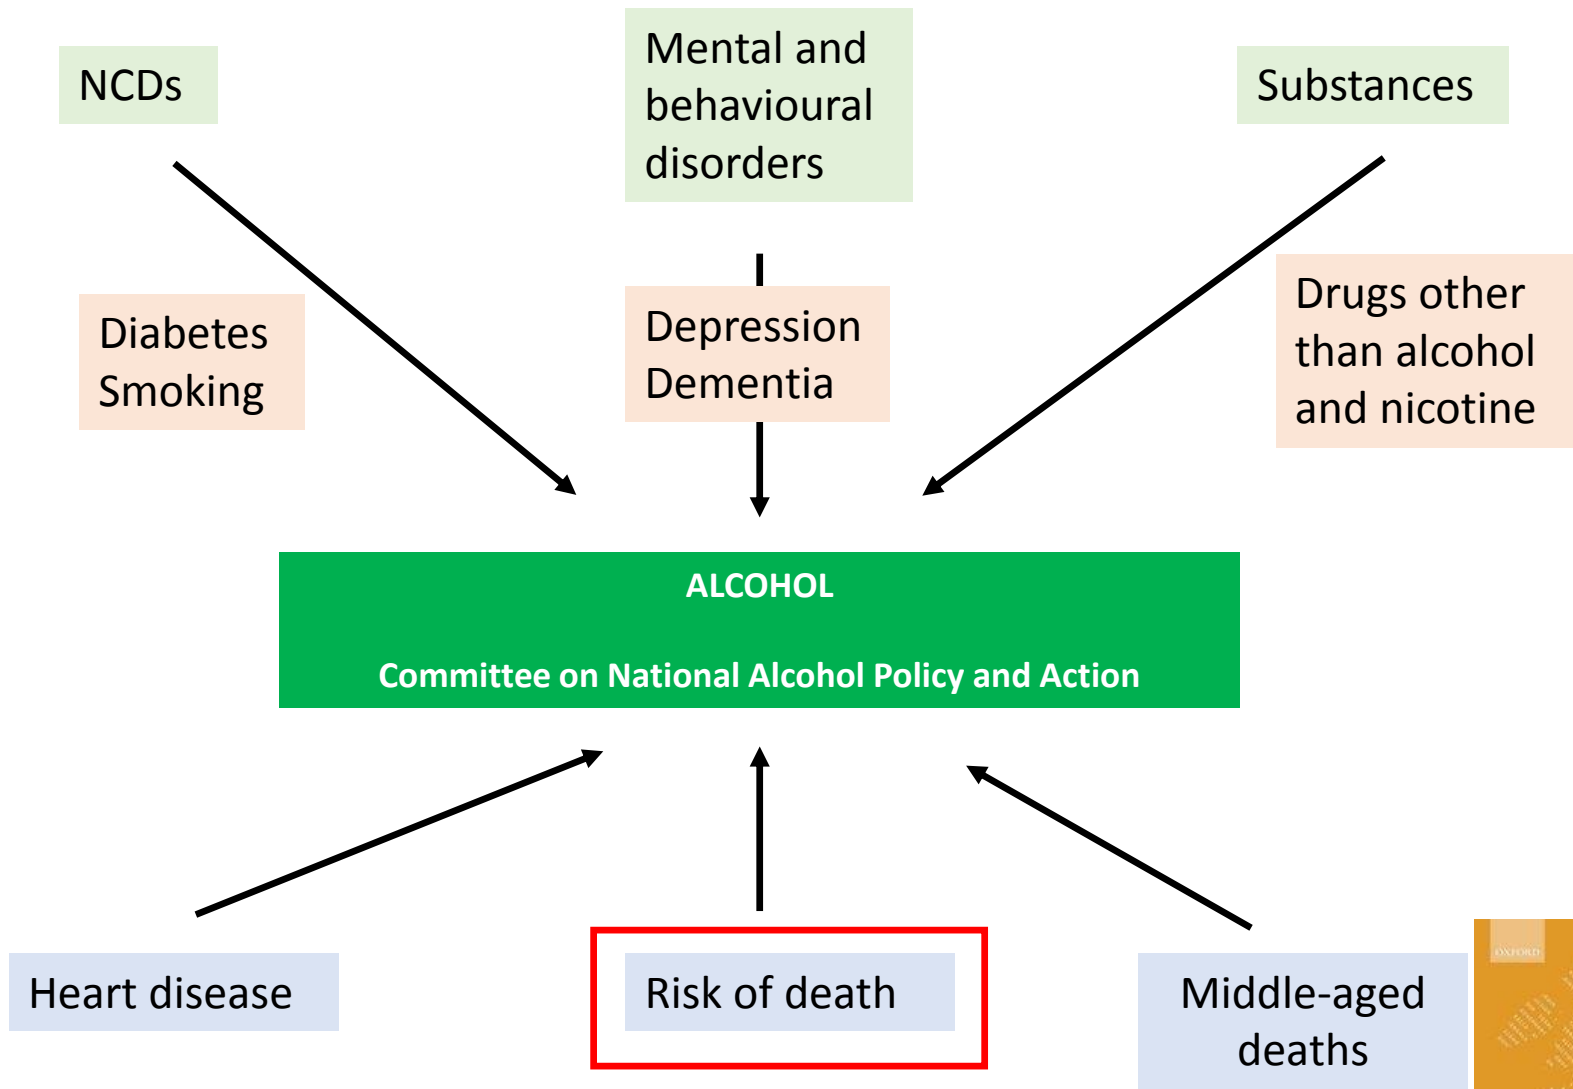 NCDs
Mental and
behavioural
disorders
Substances
Diabetes
Smoking
Depression
Dementia
Drugs other
than alcohol
and nicotine
ALCOHOL
Committee on National Alcohol Policy and Action
Heart disease
Risk of death
Middle-aged
deaths
OXFORD